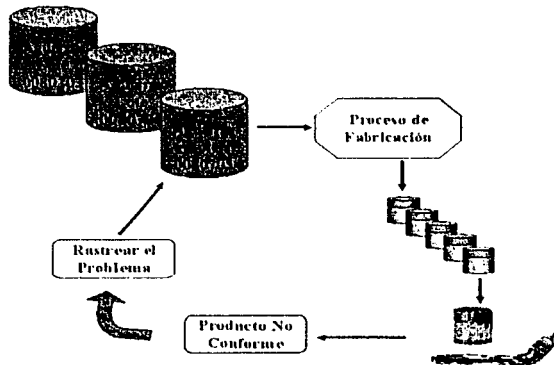 Proceso de
Fabricación
Rastrear el
Problema
Producto No
Conforme